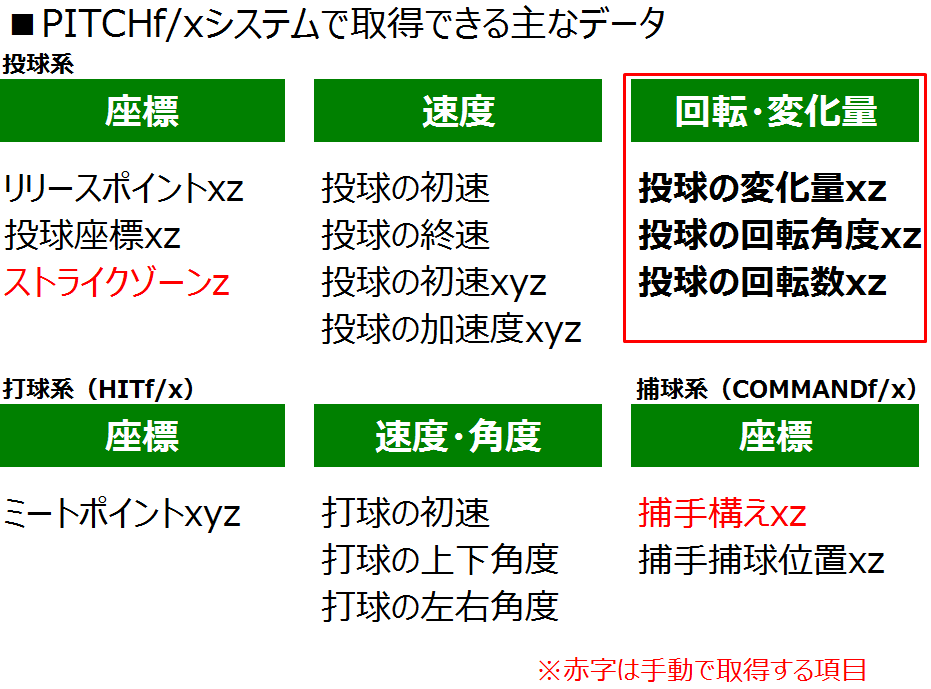 ■PITCHf/xシステムで取得できる主なデータ
投球系
座標
リリースポイントxz
投球座標xz
ストライクゾーンz
速度
投球の初速
投球の終速
投球の初速xyz
投球の加速度xyz
回転・変化量
投球の変化量xz
投球の回転角度xz
投球の回転数xz
打球系（HITf/x）
座標
ミートポイントxyz
速度・角度
打球の初速
打球の上下角度
打球の左右角度
捕球系（COMMANDf/x）
座標
捕手構えxz
捕手捕球位置xz
※赤字は手動で取得する項目